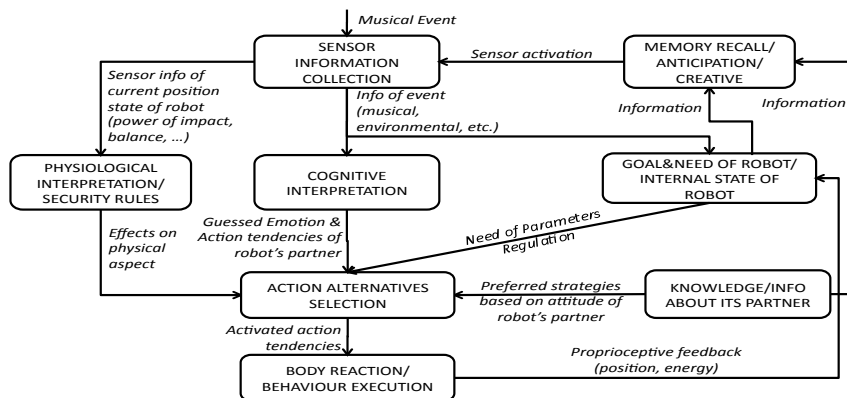 Musical Event
SENSOR
INFORMATION
COLLECTION
MEMORY RECALL/
ANTICIPATION/
CREATIVE
Sensor activation
Sensor info of
current position
state of robot
(power of impact,
balance, ...)
Info of event
(musical,
environmental, etc.)
Information
Information
PHYSIOLOGICAL
INTERPRETATION/
SECURITY RULES
COGNITIVE
INTERPRETATION
GOAL&NEED OF ROBOT/
INTERNAL STATE OF
ROBOT
Effects on
physical
aspect
Guessed Emotion &
Action tendencies of
robot's partner
Need of Parameters
Regulation
ACTION ALTERNATIVES
SELECTION
Preferred strategies
based on attitude of
robot's partner
KNOWLEDGE/INFO
ABOUT ITS PARTNER
Activated action
tendencies
BODY REACTION/
BEHAVIOUR EXECUTION
Proprioceptive feedback
(position, energy)